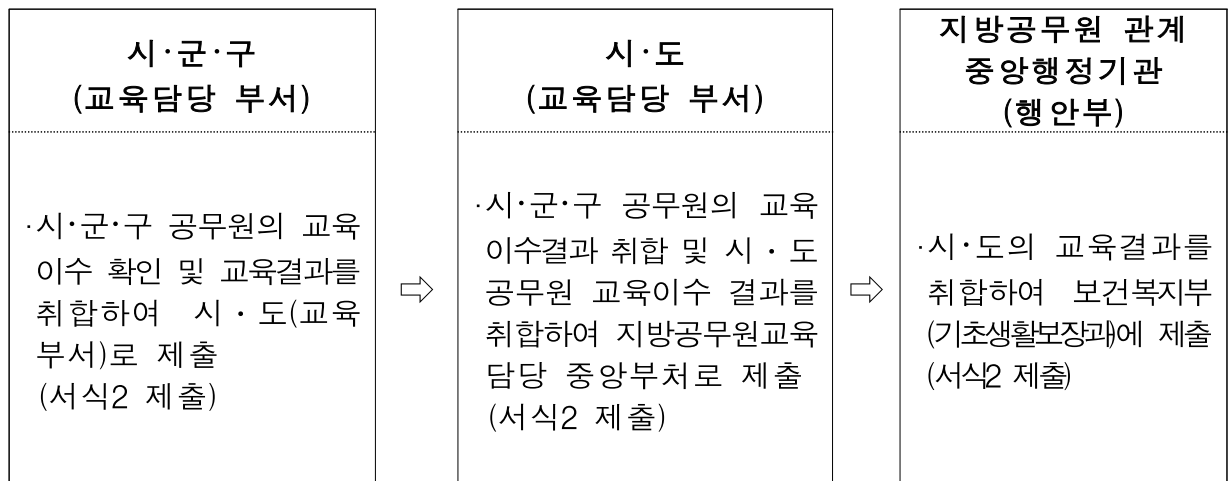 시·군·구
(교육담당 부서)
·시·군·구 공무원의 교육
이수 확인 및 교육결과를
취합하여 시·도(교육
부서)로 제출
(서식2 제출)
⇨
시·도
(교육담당 부서)
·시·군·구 공무원의 교육
이수결과 취합 및 시·도
공무원 교육이수 결과를
취합하여 지방공무원교육
담당 중앙부처로 제출
(서식2 제출)
⇨
지방공무원 관계
중앙행정기관
(행안부)
·시·도의 교육결과를
취합하여 보건복지부
(기초생활보장과)에 제출
(서식2 제출)